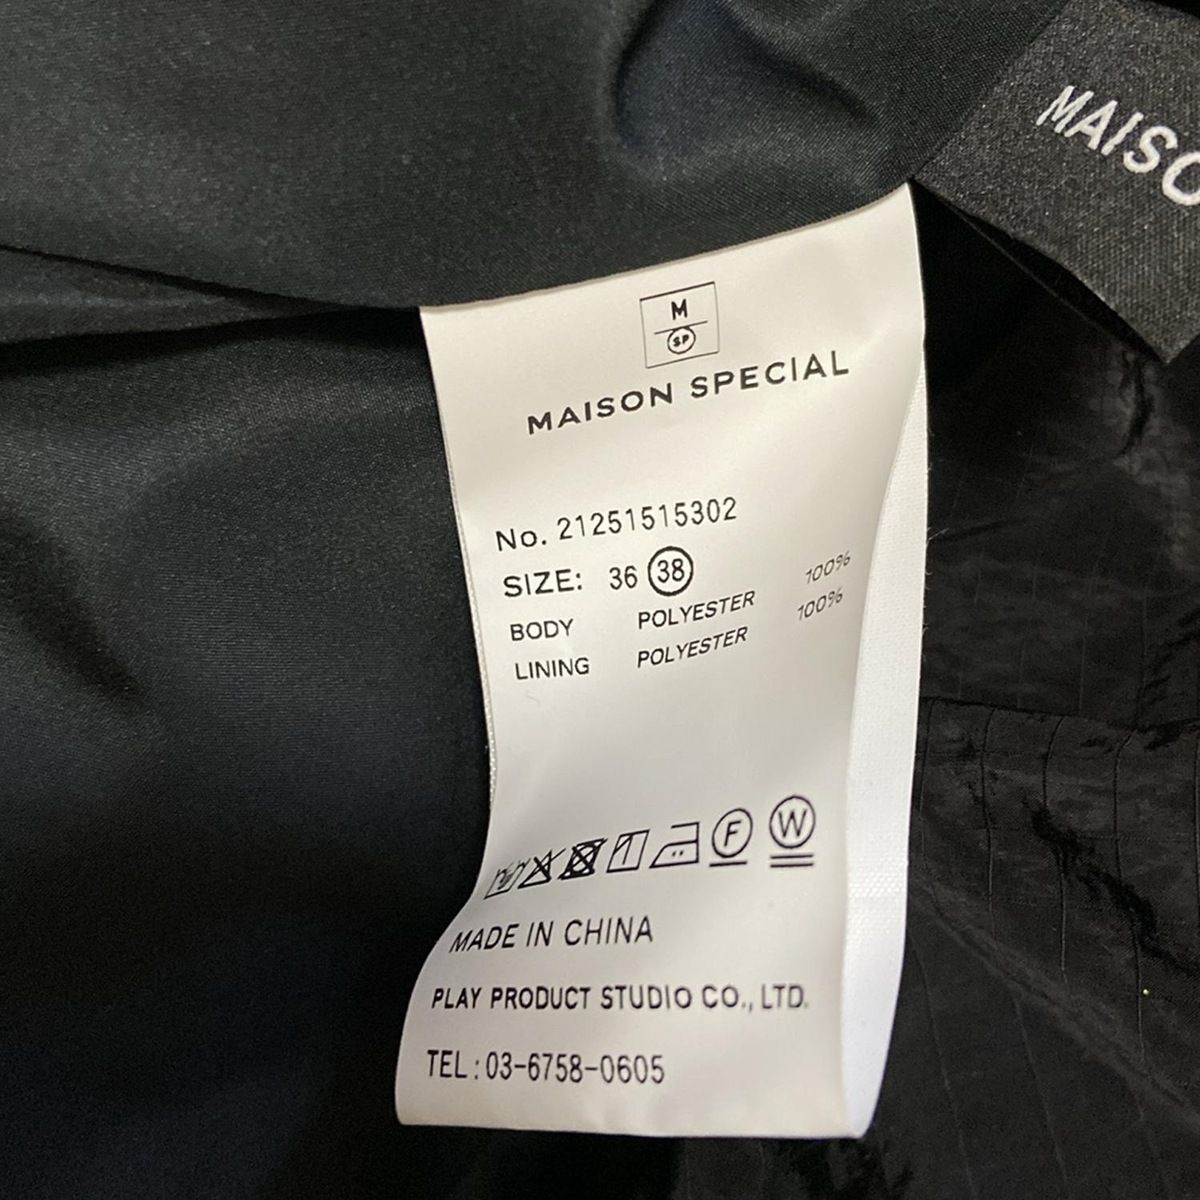 MAISO
M
SP
MAISON SPECIAL
No. 21251515302
SIZE: 36 38
BODY POLYESTER 100%
LINING POLYESTER 100%
F W
MADE IN CHINA
PLAY PRODUCT STUDIO CO., LTD.
TEL : 03-6758-0605